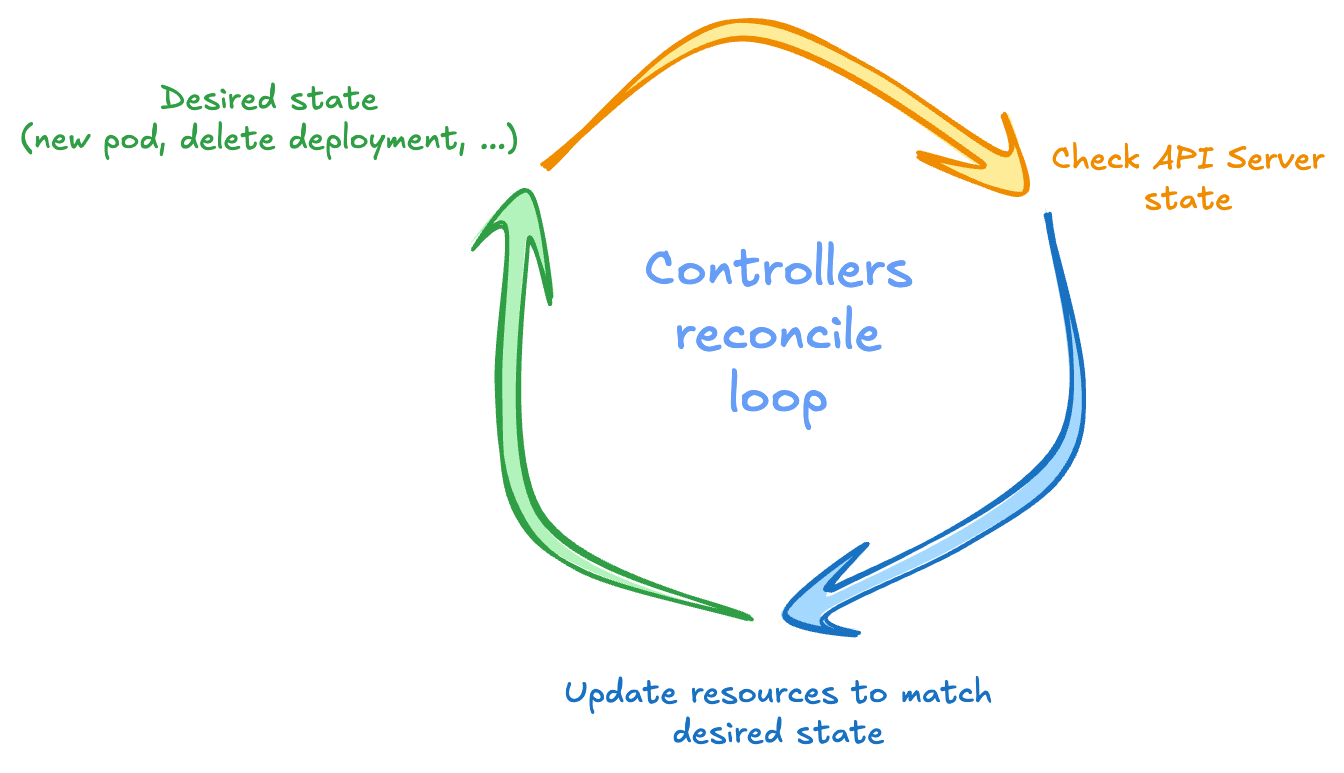 Desired state
(new pod, delete deployment, ...)
Check API Server
state
Controllers
reconcile
loop
Update resources to match
desired state